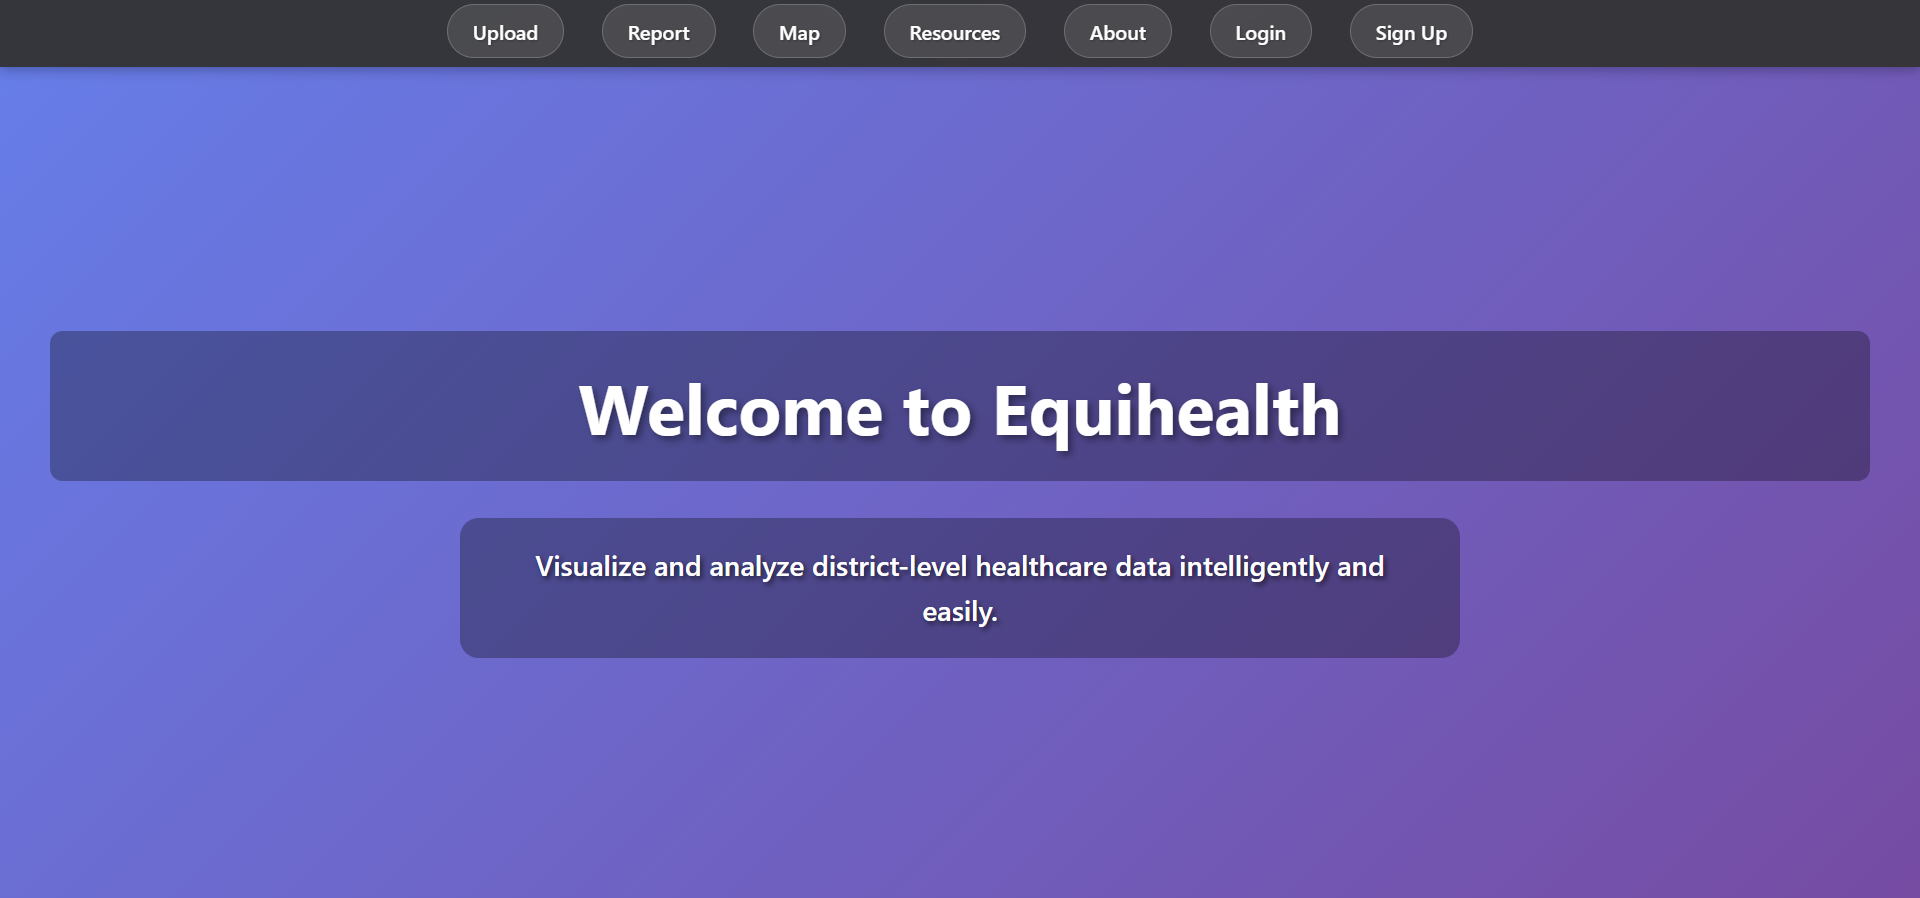 Upload Report Map Resources About Login Sign Up
Welcome to Equihealth
Visualize and analyze district-level healthcare data intelligently and
easily.